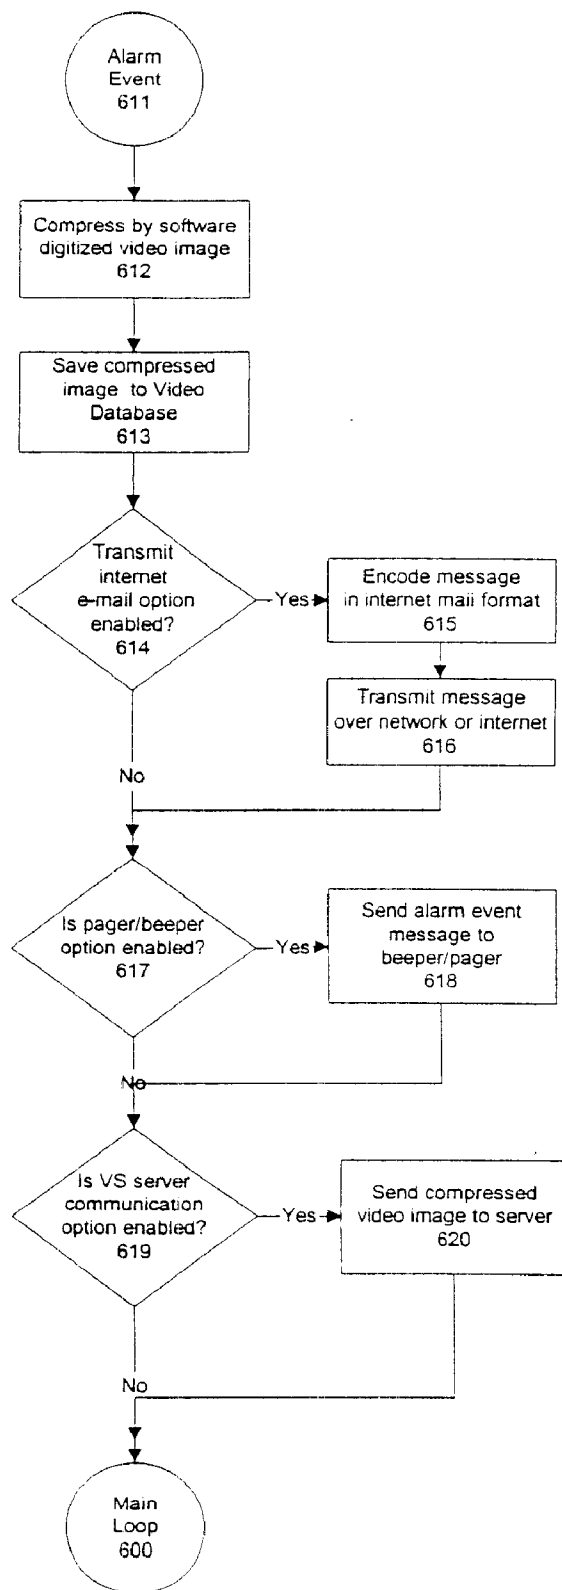 Alarm
Event
611
Compress by software
digitized video image
612
Save compressed
image to Video
Database
613
Transmit
internet
e-mail option
enabled?
614
Yes
Encode message
in internet mail format
615
Transmit message
over network or internet
616
No
Is pager/beeper
option enabled?
617
Yes
Send alarm event
message to
beeper/pager
618
No
Is VS server
communication
option enabled?
619
Yes
Send compressed
video image to server
620
No
Main
Loop
600